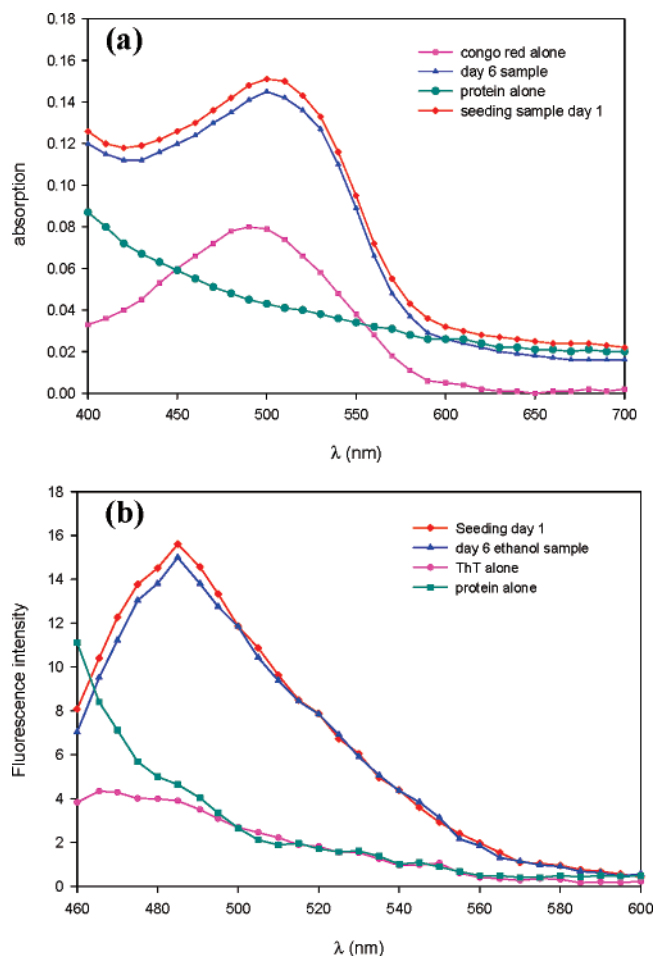 (a)
0.18
0.16
0.14
0.12
0.10
0.08
0.06
0.04
0.02
0.00
absorption
congo red alone
day 6 sample
protein alone
seeding sample day 1
400 450 500 550 600 650 700
λ (nm)
(b)
18
16
14
12
10
8
6
4
2
0
Fluorescence intensity
Seeding day 1
day 6 ethanol sample
ThT alone
protein alone
460 480 500 520 540 560 580 600
λ (nm)